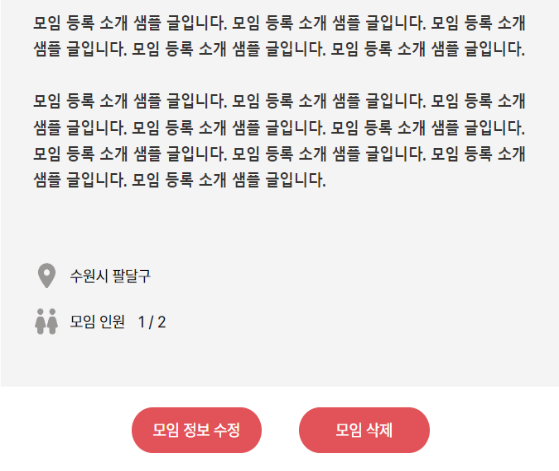 모임 등록 소개 샘플 글입니다. 모임 등록 소개 샘플 글입니다. 모임 등록 소개
샘플 글입니다. 모임 등록 소개 샘플 글입니다. 모임 등록 소개 샘플 글입니다.
모임 등록 소개 샘플 글입니다. 모임 등록 소개 샘플 글입니다. 모임 등록 소개
샘플 글입니다. 모임 등록 소개 샘플 글입니다. 모임 등록 소개 샘플 글입니다.
모임 등록 소개 샘플 글입니다. 모임 등록 소개 샘플 글입니다. 모임 등록 소개
샘플 글입니다. 모임 등록 소개 샘플 글입니다.
수원시 팔달구
모임 인원 1 / 2
모임 정보 수정 모임 삭제